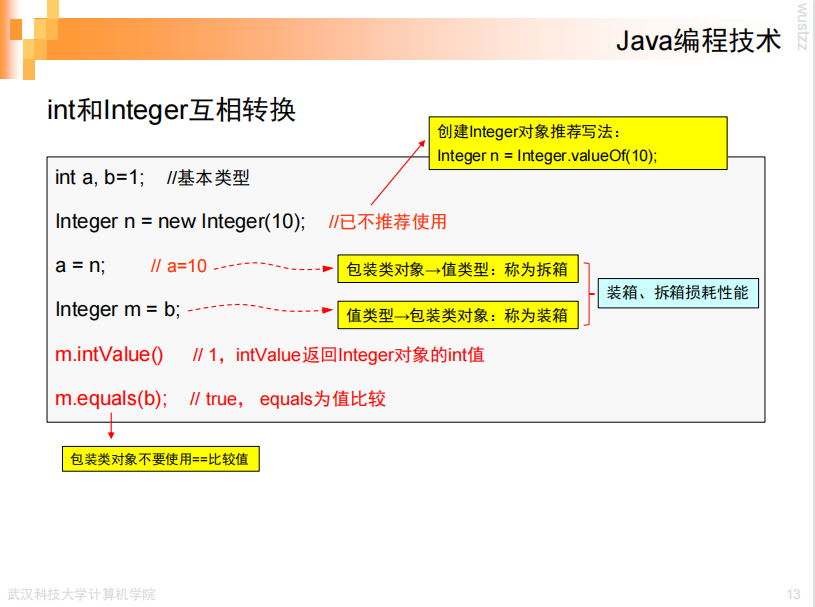 wustzz
Java编程技术
int和Integer互相转换
创建Integer对象推荐写法：
Integer n = Integer.valueOf(10);
int a, b=1; //基本类型
Integer n = new Integer(10); //已不推荐使用
a = n; // a=10
包装类对象→值类型：称为拆箱
装箱、拆箱损耗性能
Integer m = b;
值类型→包装类对象：称为装箱
m.intValue() // 1，intValue返回Integer对象的int值
m.equals(b); // true， equals为值比较
包装类对象不要使用==比较值
武汉科技大学计算机学院
13